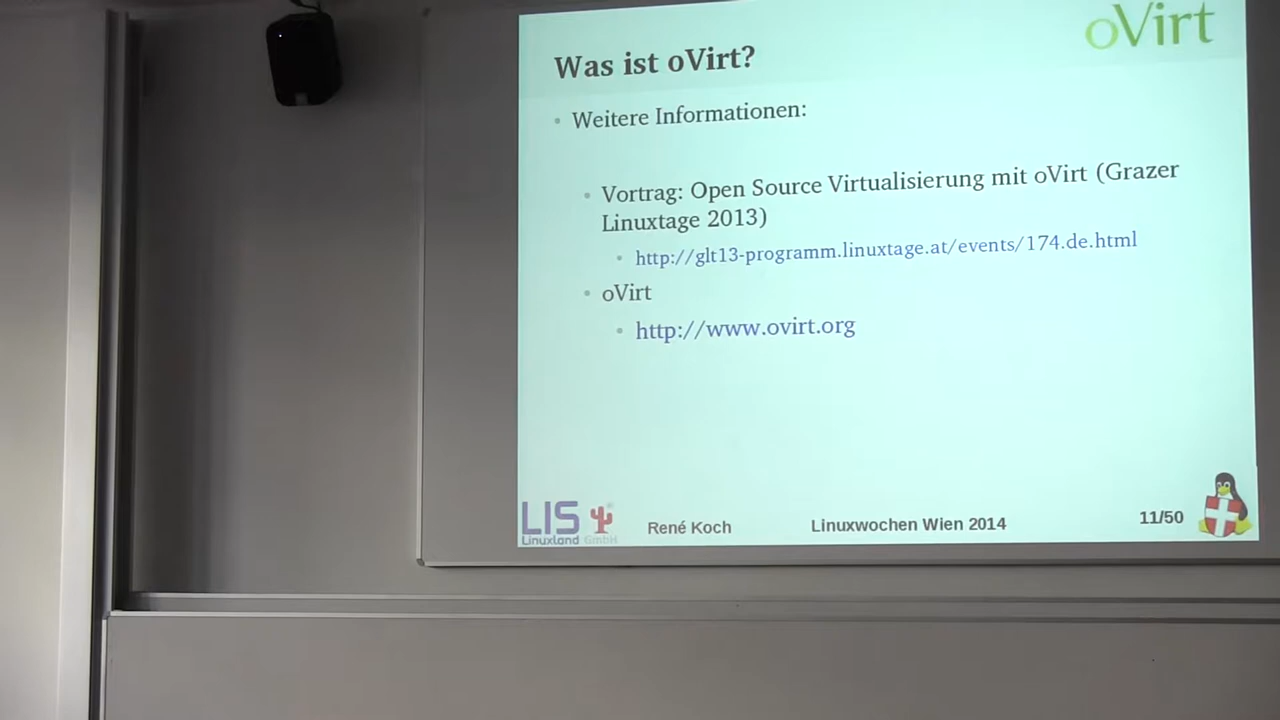 oVirt
Was ist oVirt?
Weitere Informationen:
Vortrag: Open Source Virtualisierung mit oVirt (Grazer
Linuxtage 2013)
http://glt13-programm.linuxtage.at/events/174.de.html
oVirt
http://www.ovirt.org
LIS
Linuxland GmbH
René Koch
Linuxwochen Wien 2014
11/50